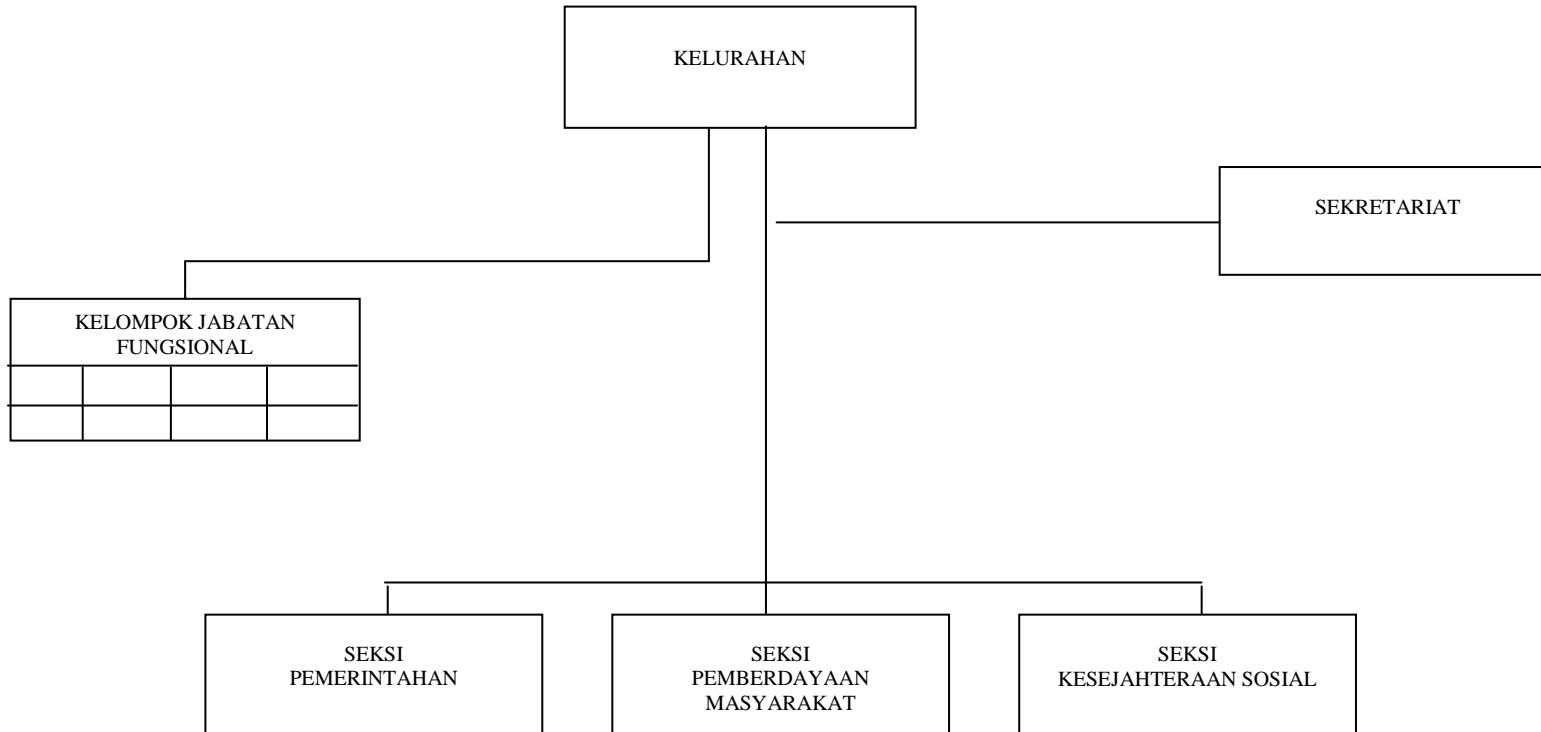 KELURAHAN
SEKRETARIAT
KELOMPOK JABATAN
FUNGSIONAL
SEKSI
PEMERINTAHAN
SEKSI
PEMBERDAYAAN
MASYARAKAT
SEKSI
KESEJAHTERAAN SOSIAL